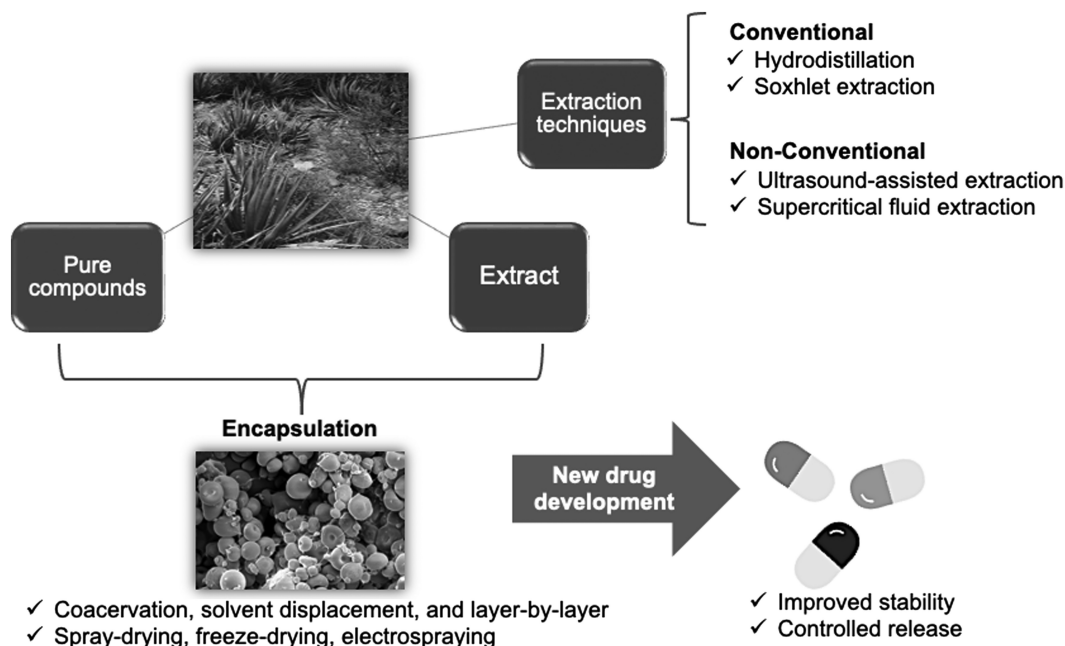 Conventional
✓ Hydrodistillation
✓ Soxhlet extraction
Extraction
techniques
Non-Conventional
✓ Ultrasound-assisted extraction
✓ Supercritical fluid extraction
Pure
compounds
Extract
Encapsulation
New drug
development
✓ Coacervation, solvent displacement, and layer-by-layer
✓ Spray-drying, freeze-drying, electrospraying
✓ Improved stability
✓ Controlled release